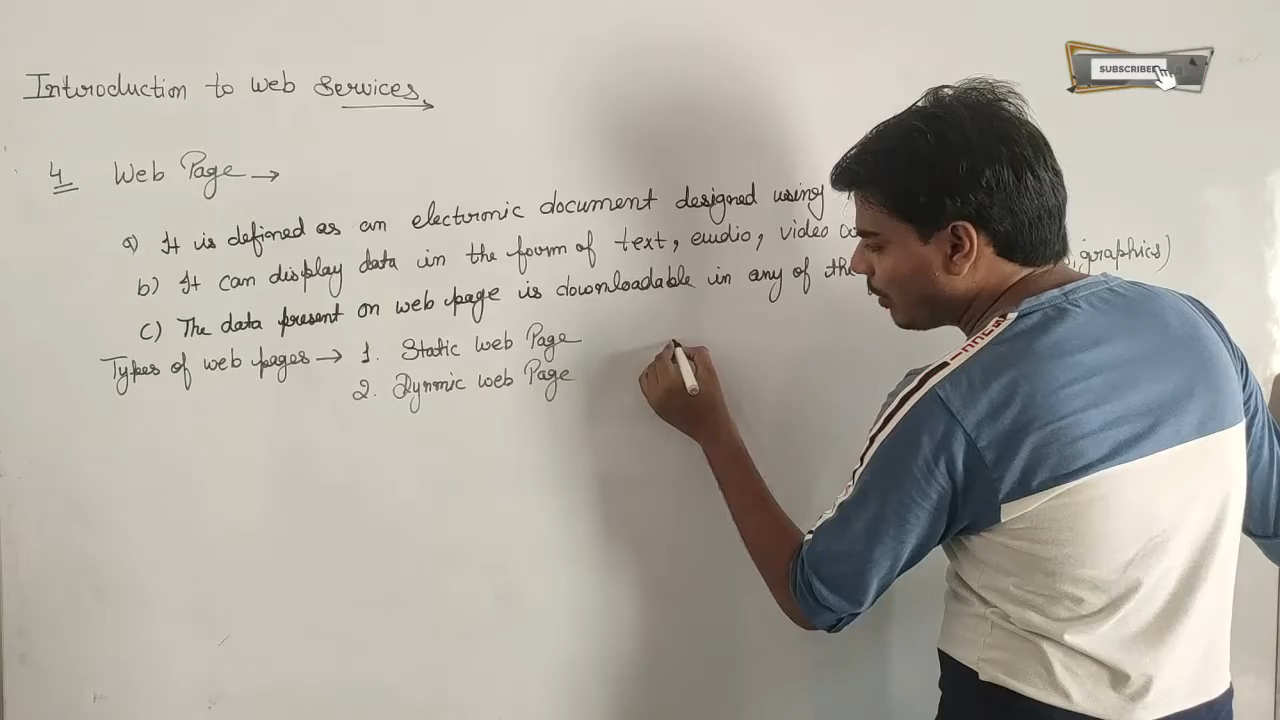 Introduction to web services
4 Web Page →
a) It is defined as an electronic document designed using
b) It can display data in the form of text, audio, video
, graphics)
c) The data present on web page is downloadable in any of the
Types of web pages → 1. Static web Page
2. Dynmic web Page
SUBSCRIBED